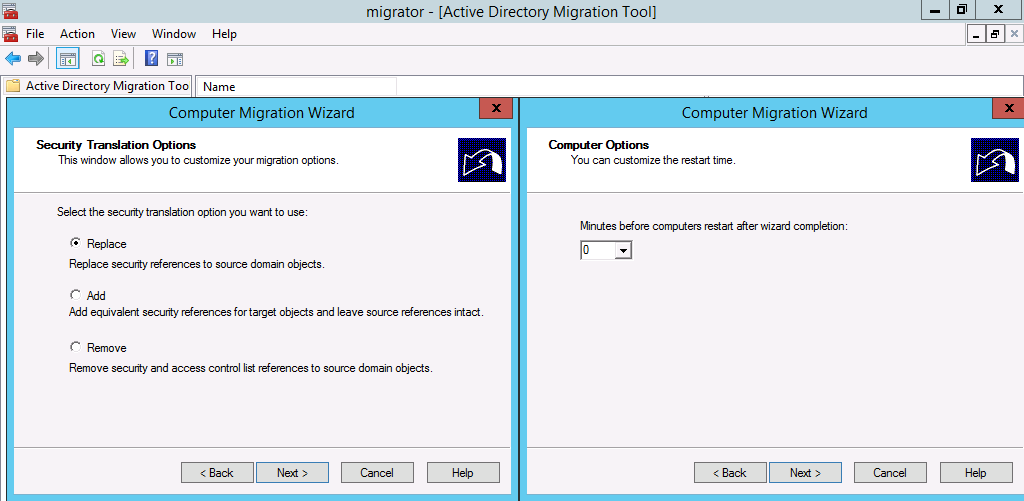 migrator - [Active Directory Migration Tool]
File Action View Window Help
Active Directory Migration Too
Name
Computer Migration Wizard
Security Translation Options
This window allows you to customize your migration options.
Select the security translation option you want to use:
Replace
Replace security references to source domain objects.
Add
Add equivalent security references for target objects and leave source references intact.
Remove
Remove security and access control list references to source domain objects.
< Back Next > Cancel Help
Computer Migration Wizard
Computer Options
You can customize the restart time.
Minutes before computers restart after wizard completion:
0
< Back Next > Cancel Help